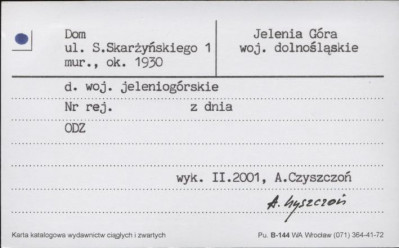 Dom
ul. S.Skarżyńskiego 1
mur., ok. 1930
Jelenia Góra
woj. dolnośląskie
d. woj. jeleniogórskie
Nr rej. z dnia
ODZ
wyk. II.2001, A.Czyszczoń
A. Czyszczoń
Karta katalogowa wydawnictw ciągłych i zwartych
Pu. B-144 WA Wrocław (071) 364-41-72